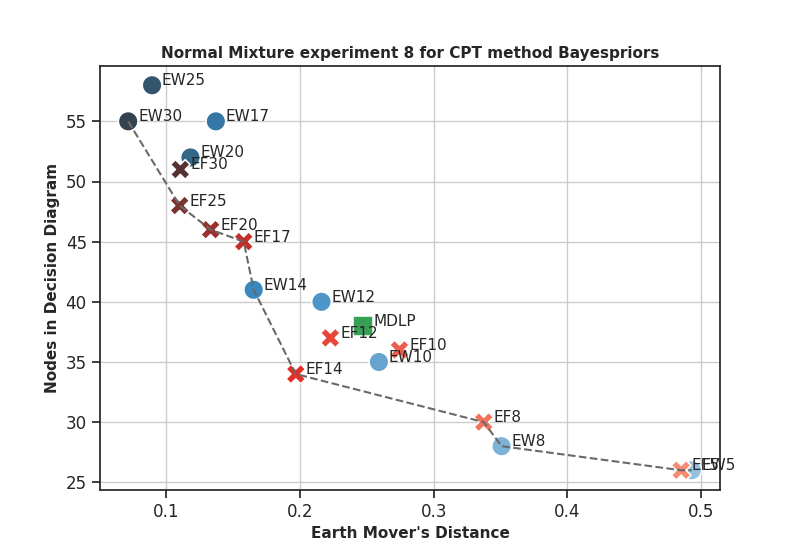 Normal Mixture experiment 8 for CPT method Bayespriors
EW25
EW30
EW17
EW20
EF30
EF25
EF20
EF17
EW14
EW12
MDLP
EF12
EF10
EW10
EF14
EF8
EW8
EF5
EW5
55
50
45
40
35
30
25
Nodes in Decision Diagram
0.1
0.2
0.3
0.4
0.5
Earth Mover's Distance